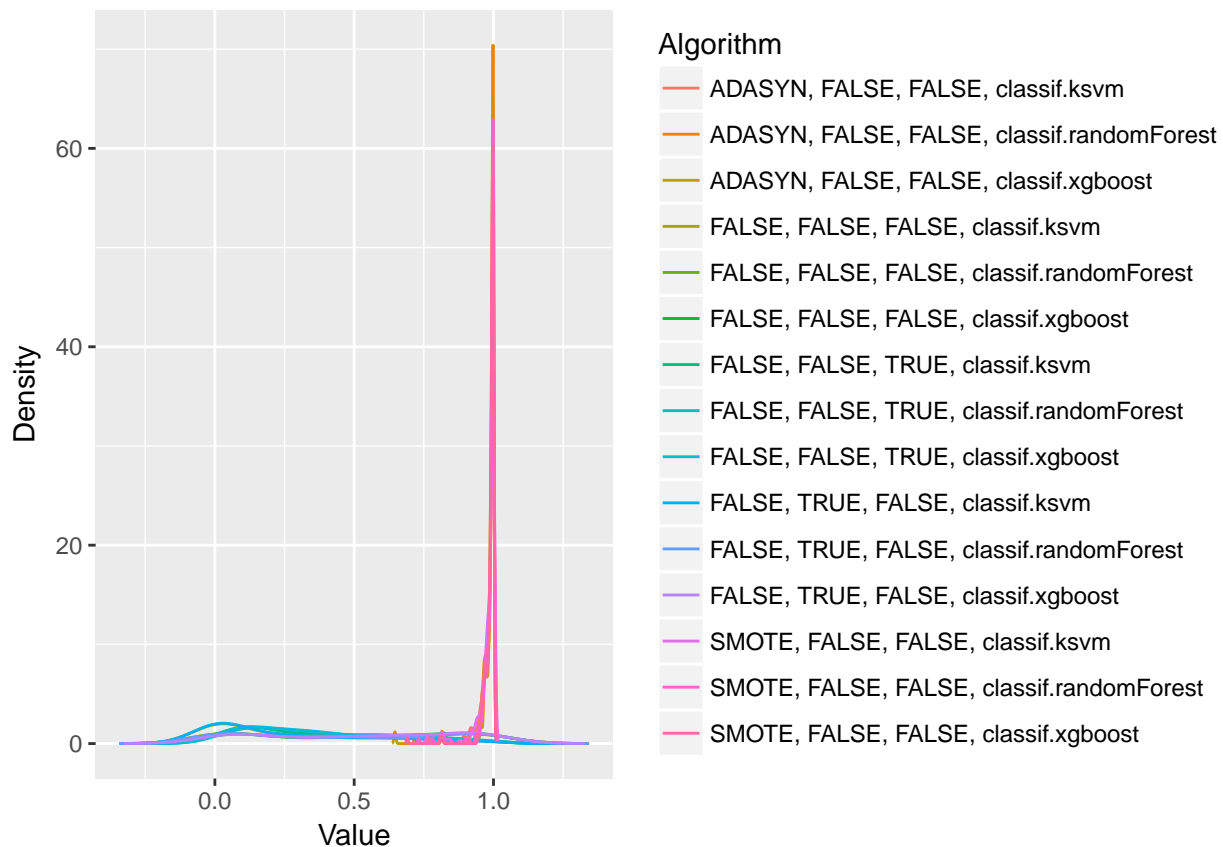 60
40
20
0
Density
0.0
0.5
1.0
Value
Algorithm
ADASYN, FALSE, FALSE, classif.ksvm
ADASYN, FALSE, FALSE, classif.randomForest
ADASYN, FALSE, FALSE, classif.xgboost
FALSE, FALSE, FALSE, classif.ksvm
FALSE, FALSE, FALSE, classif.randomForest
FALSE, FALSE, FALSE, classif.xgboost
FALSE, FALSE, TRUE, classif.ksvm
FALSE, FALSE, TRUE, classif.randomForest
FALSE, FALSE, TRUE, classif.xgboost
FALSE, TRUE, FALSE, classif.ksvm
FALSE, TRUE, FALSE, classif.randomForest
FALSE, TRUE, FALSE, classif.xgboost
SMOTE, FALSE, FALSE, classif.ksvm
SMOTE, FALSE, FALSE, classif.randomForest
SMOTE, FALSE, FALSE, classif.xgboost